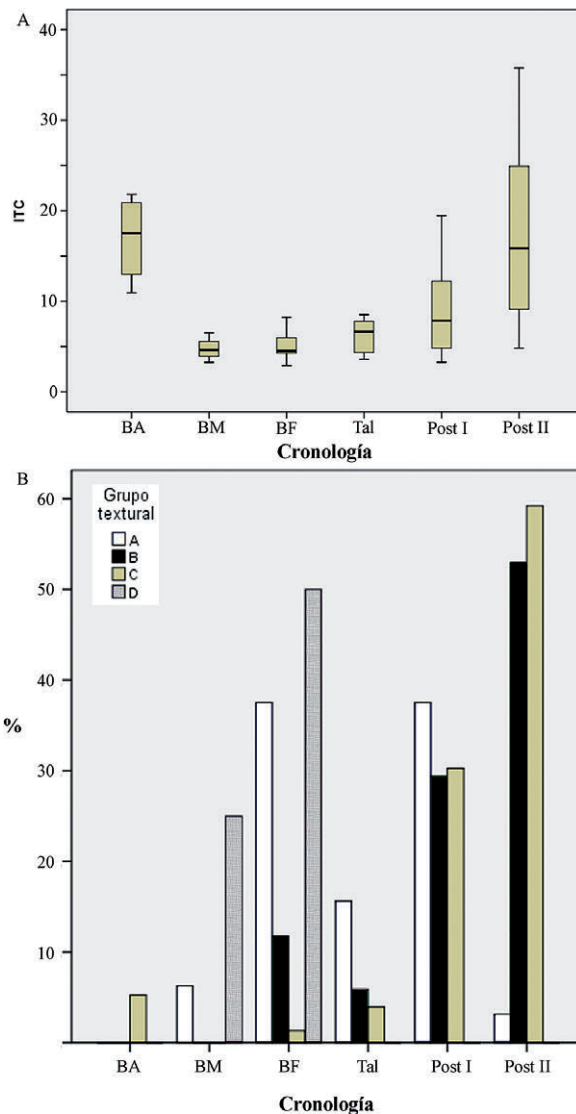 A
40
30
20
10
0
ITC
BA BM BF Tal Post I Post II
Cronología
B
Grupo
textural
A
B
C
D
60
50
40
30
20
10
%
BA BM BF Tal Post I Post II
Cronología